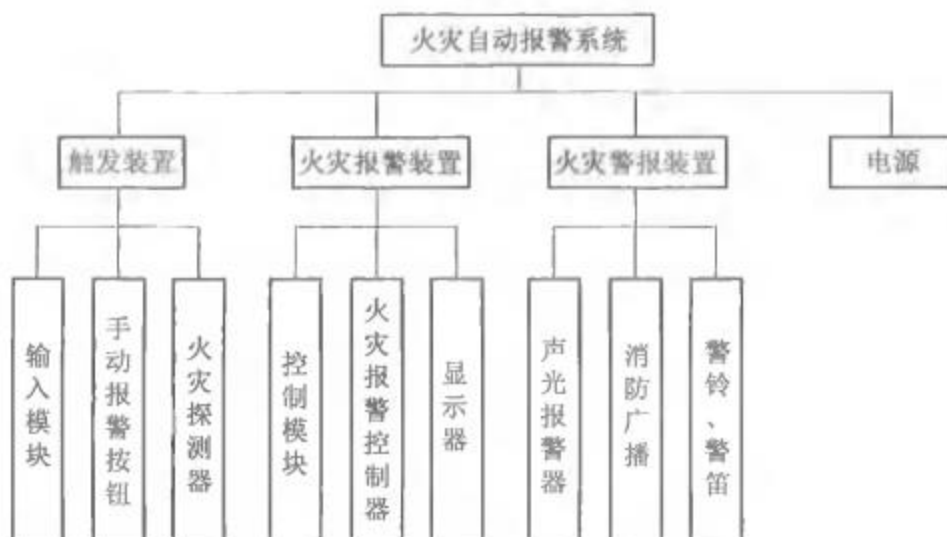 火灾自动报警系统
触发装置
火灾报警装置
火灾警报装置
电源
输入模块
手动报警按钮
火灾探测器
控制模块
火灾报警控制器
显示器
声光报警器
消防广播
警铃、警笛